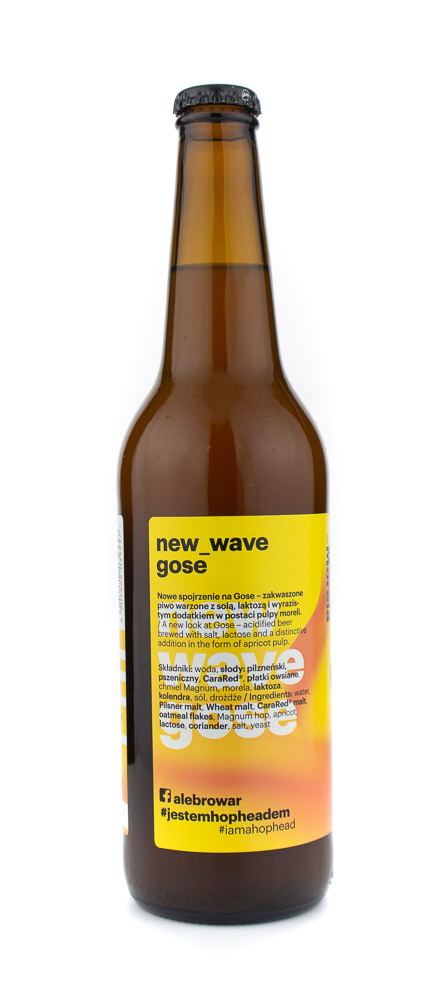 new_wave
gose
Nowe spojrzenie na Gose – zakwaszone
piwo warzone z solą, laktozą i wyrazis-
tym dodatkiem w postaci pulpy moreli.
/ A new look at Gose – acidified beer
brewed with salt, lactose and a distinctive
addition in the form of apricot pulp.
wave
gose
Składniki: woda, słody: pilzneński,
pszeniczny, CaraRed®, płatki owsiane,
chmiel Magnum, morela, laktoza,
kolendra, sól, drożdże / Ingredients: water,
Pilsner malt, Wheat malt, CaraRed® malt,
oatmeal flakes, Magnum hop, apricot,
lactose, coriander, salt, yeast
alebrowar
#jestemhopheadem
#iamahophead